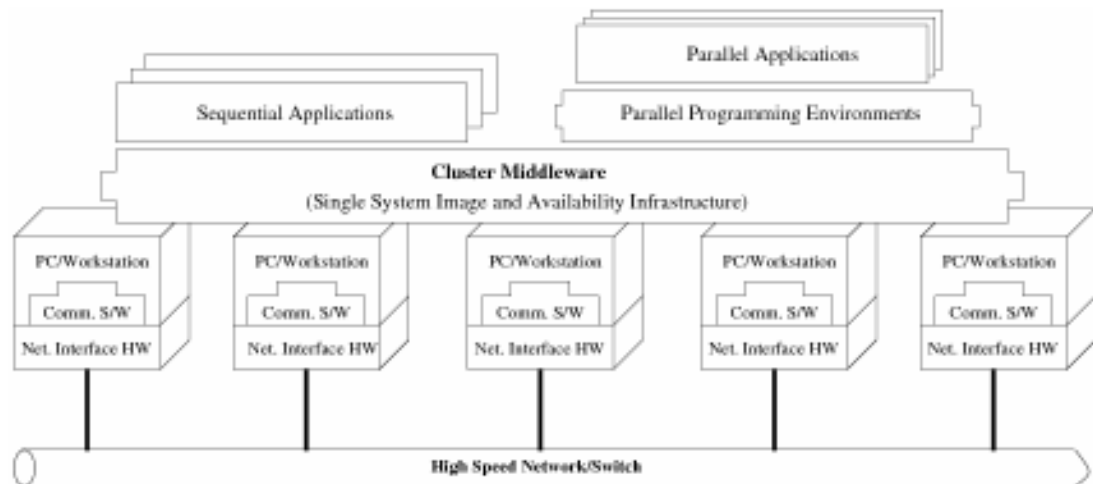 Parallel Applications
Sequential Applications
Parallel Programming Environments
Cluster Middleware
(Single System Image and Availability Infrastructure)
PC/Workstation
PC/Workstation
PC/Workstation
PC/Workstation
PC/Workstation
Comm. S/W
Comm. S/W
Comm. S/W
Comm. S/W
Comm. S/W
Net. Interface HW
Net. Interface HW
Net. Interface HW
Net. Interface HW
Net. Interface HW
High Speed Network/Switch